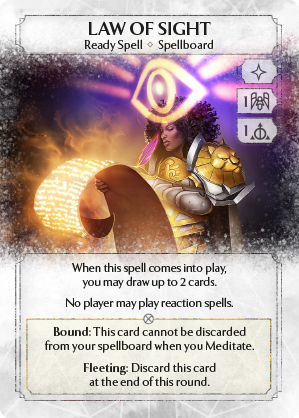 LAW OF SIGHT
Ready Spell ⟐ Spellboard
1
1
When this spell comes into play,
you may draw up to 2 cards.
No player may play reaction spells.
Bound: This card cannot be discarded
from your spellboard when you Meditate.
Fleeting: Discard this card
at the end of this round.